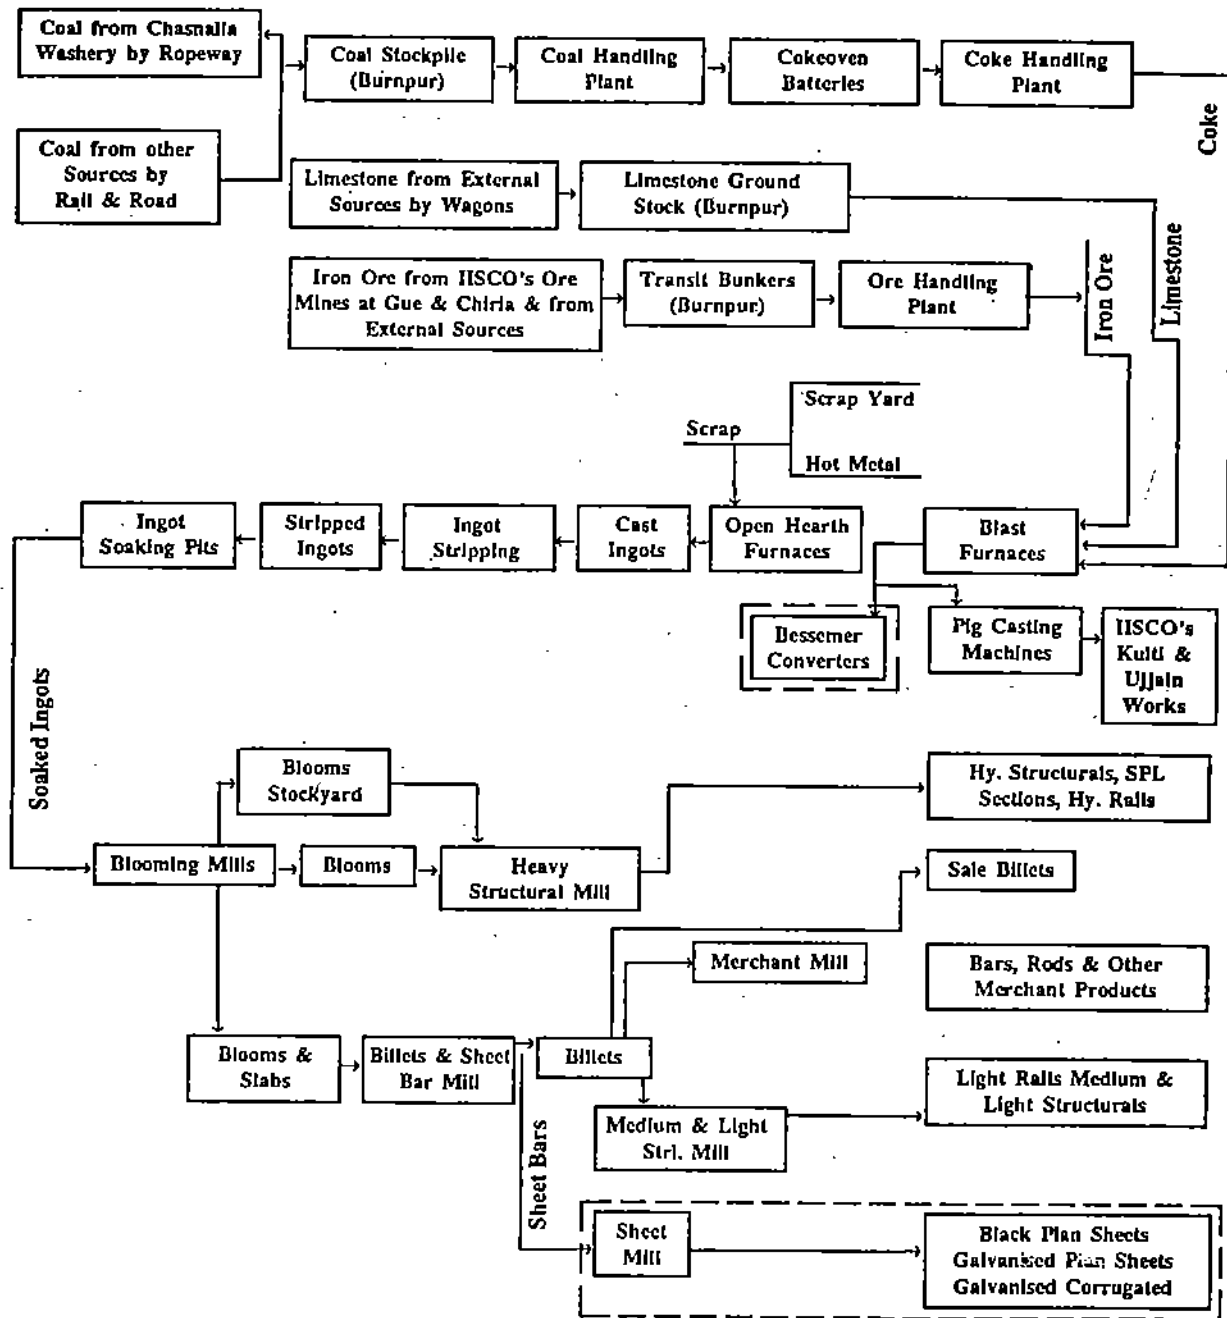 Coal from Chasnalla
Washery by Ropeway
Coal Stockpile
(Burnpur)
Coal Handling
Plant
Cokeoven
Batteries
Coke Handling
Plant
Coke
Coal from other
Sources by
Rail & Road
Limestone from External
Sources by Wagons
Limestone Ground
Stock (Burnpur)
Limestone
Iron Ore from IISCO's Ore
Mines at Gue & Chiria & from
External Sources
Transit Bunkers
(Burnpur)
Ore Handling
Plant
Iron Ore
Scrap Yard
Scrap
Hot Metal
Ingot
Soaking Pits
Stripped
Ingots
Ingot
Stripping
Cast
Ingots
Open Hearth
Furnaces
Blast
Furnaces
Bessemer
Converters
Pig Casting
Machines
IISCO's
Kulti &
Ujjain
Works
Soaked Ingots
Blooms
Stockyard
Hy. Structurals, SPL
Sections, Hy. Rails
Blooming Mills
Blooms
Heavy
Structural Mill
Sale Billets
Merchant Mill
Bars, Rods & Other
Merchant Products
Blooms &
Slabs
Billets & Sheet
Bar Mill
Billets
Light Rails Medium &
Light Structurals
Medium & Light
Strl. Mill
Sheet Bars
Sheet
Mill
Black Plan Sheets
Galvanised Plan Sheets
Galvanised Corrugated